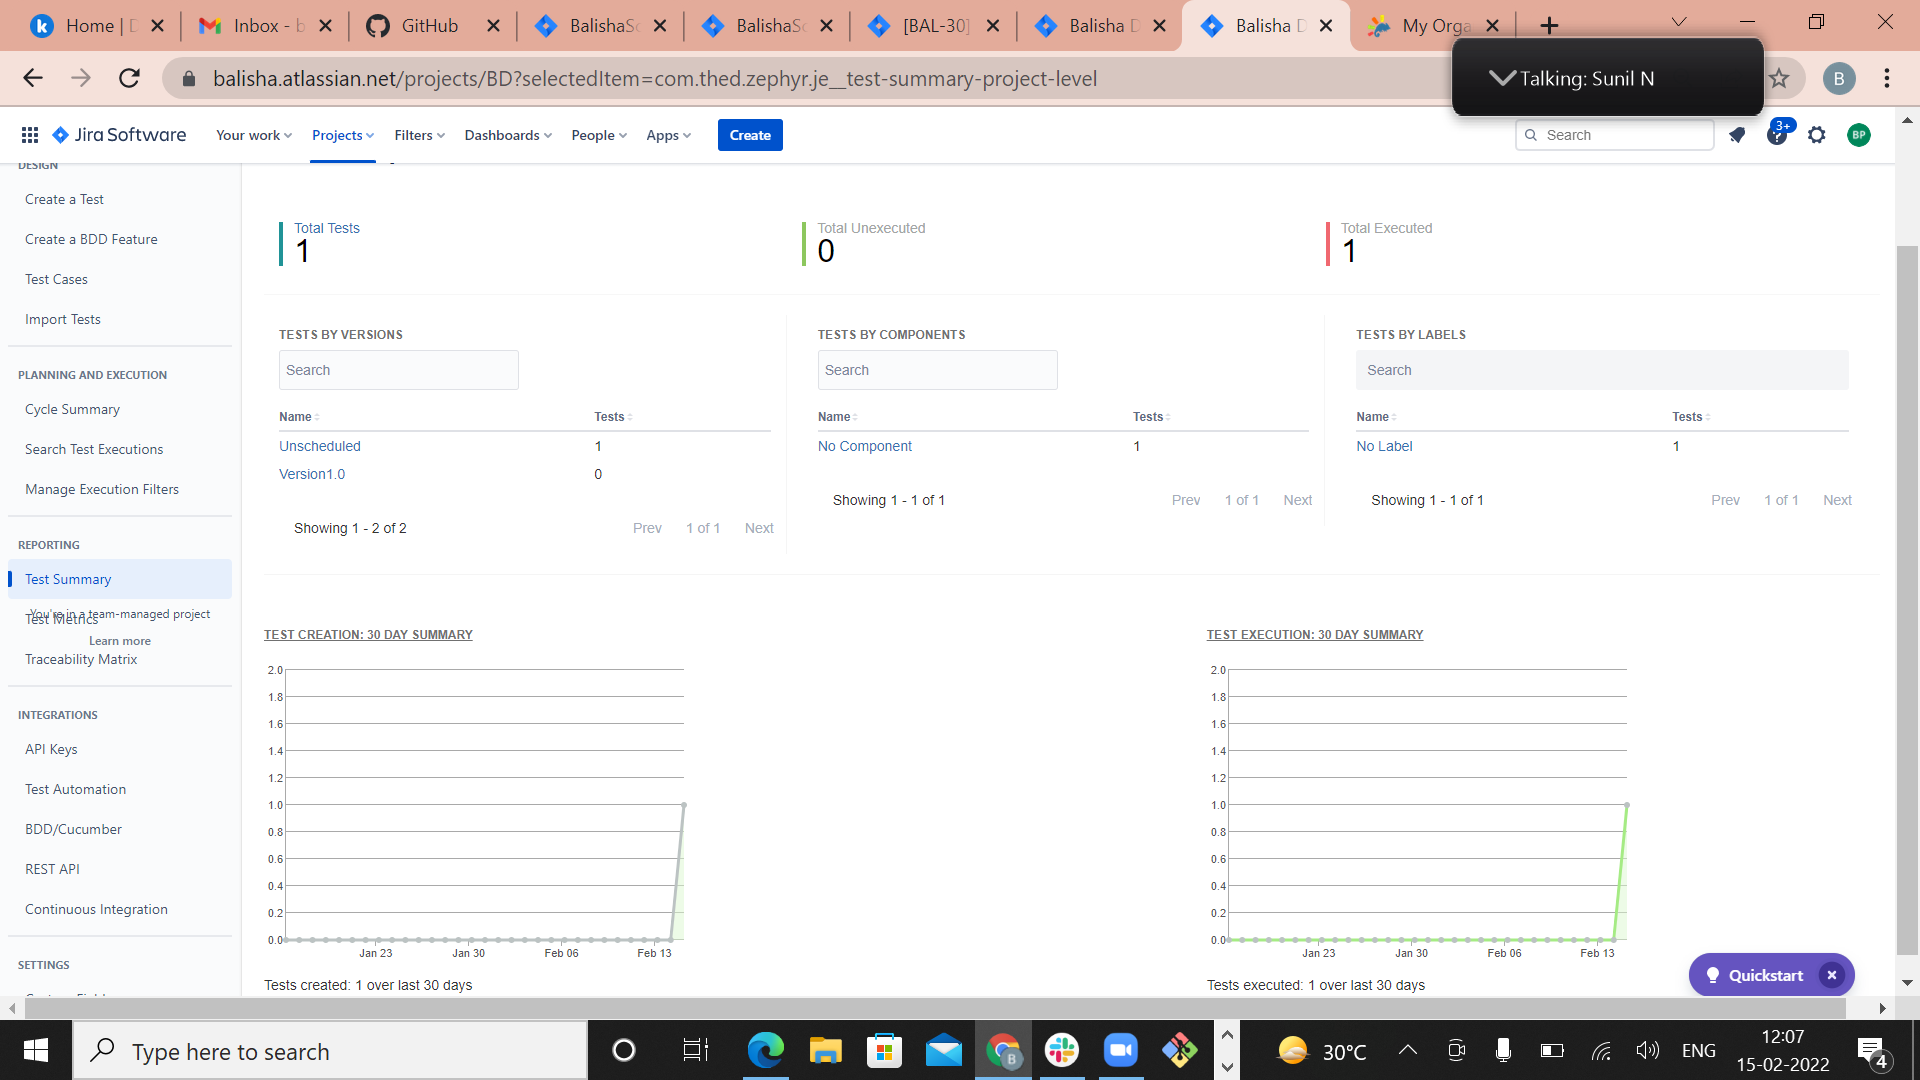 Home | D
Inbox - b
GitHub
BalishaSo
BalishaSo
[BAL-30]
Balisha D
Balisha D
My Orga
balisha.atlassian.net/projects/BD?selectedItem=com.thed.zephyr.je__test-summary-project-level
Talking: Sunil N
B
Jira Software
Your work
Projects
Filters
Dashboards
People
Apps
Create
Search
3+
BP
DESIGN
Create a Test
Create a BDD Feature
Test Cases
Import Tests
PLANNING AND EXECUTION
Cycle Summary
Search Test Executions
Manage Execution Filters
REPORTING
Test Summary
You're in a team-managed project
Test Metrics
Learn more
Traceability Matrix
INTEGRATIONS
API Keys
Test Automation
BDD/Cucumber
REST API
Continuous Integration
SETTINGS
Total Tests
1
Total Unexecuted
0
Total Executed
1
TESTS BY VERSIONS
Search
Name Tests
Unscheduled 1
Version1.0 0
Showing 1 - 2 of 2 Prev 1 of 1 Next
TESTS BY COMPONENTS
Search
Name Tests
No Component 1
Showing 1 - 1 of 1 Prev 1 of 1 Next
TESTS BY LABELS
Search
Name Tests
No Label 1
Showing 1 - 1 of 1 Prev 1 of 1 Next
TEST CREATION: 30 DAY SUMMARY
2.0
1.8
1.6
1.4
1.2
1.0
0.8
0.6
0.4
0.2
0.0
Jan 23 Jan 30 Feb 06 Feb 13
Tests created: 1 over last 30 days
TEST EXECUTION: 30 DAY SUMMARY
2.0
1.8
1.6
1.4
1.2
1.0
0.8
0.6
0.4
0.2
0.0
Jan 23 Jan 30 Feb 06 Feb 13
Tests executed: 1 over last 30 days
Quickstart
Type here to search
B
30°C
ENG
12:07
15-02-2022
4